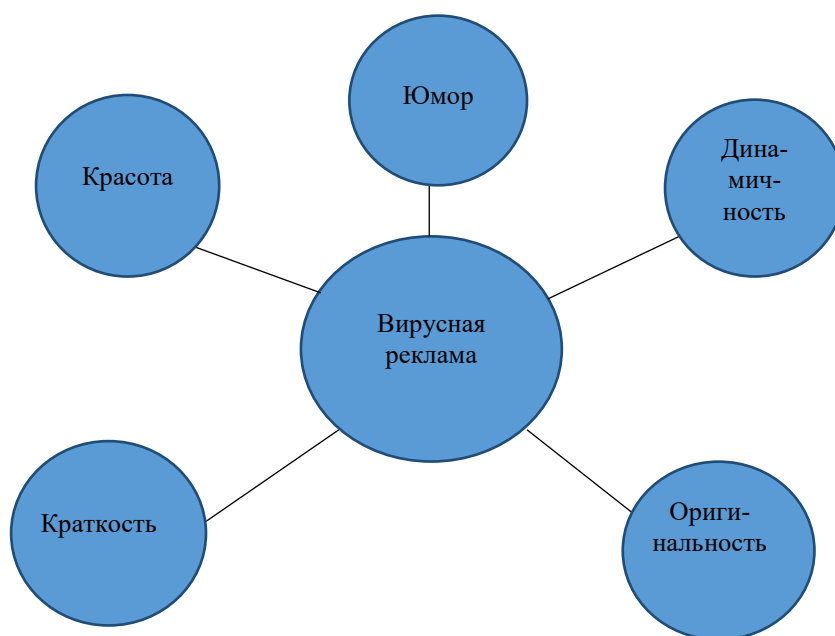 Юмор
Красота
Дина-
мич-
ность
Вирусная
реклама
Краткость
Ориги-
нальность